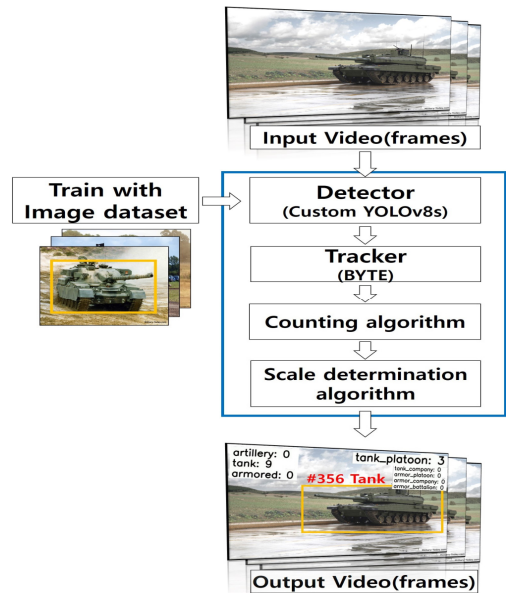 Input Video(frames)
Train with
Image dataset
Detector
(Custom YOLOv8s)
Tracker
(BYTE)
Counting algorithm
Scale determination
algorithm
artillery: 0
tank: 9
armored: 0
tank_platoon: 3
tank_company: 0
armor_platoon: 0
armor_company: 0
armor_battalion: 0
#356 Tank
Output Video(frames)